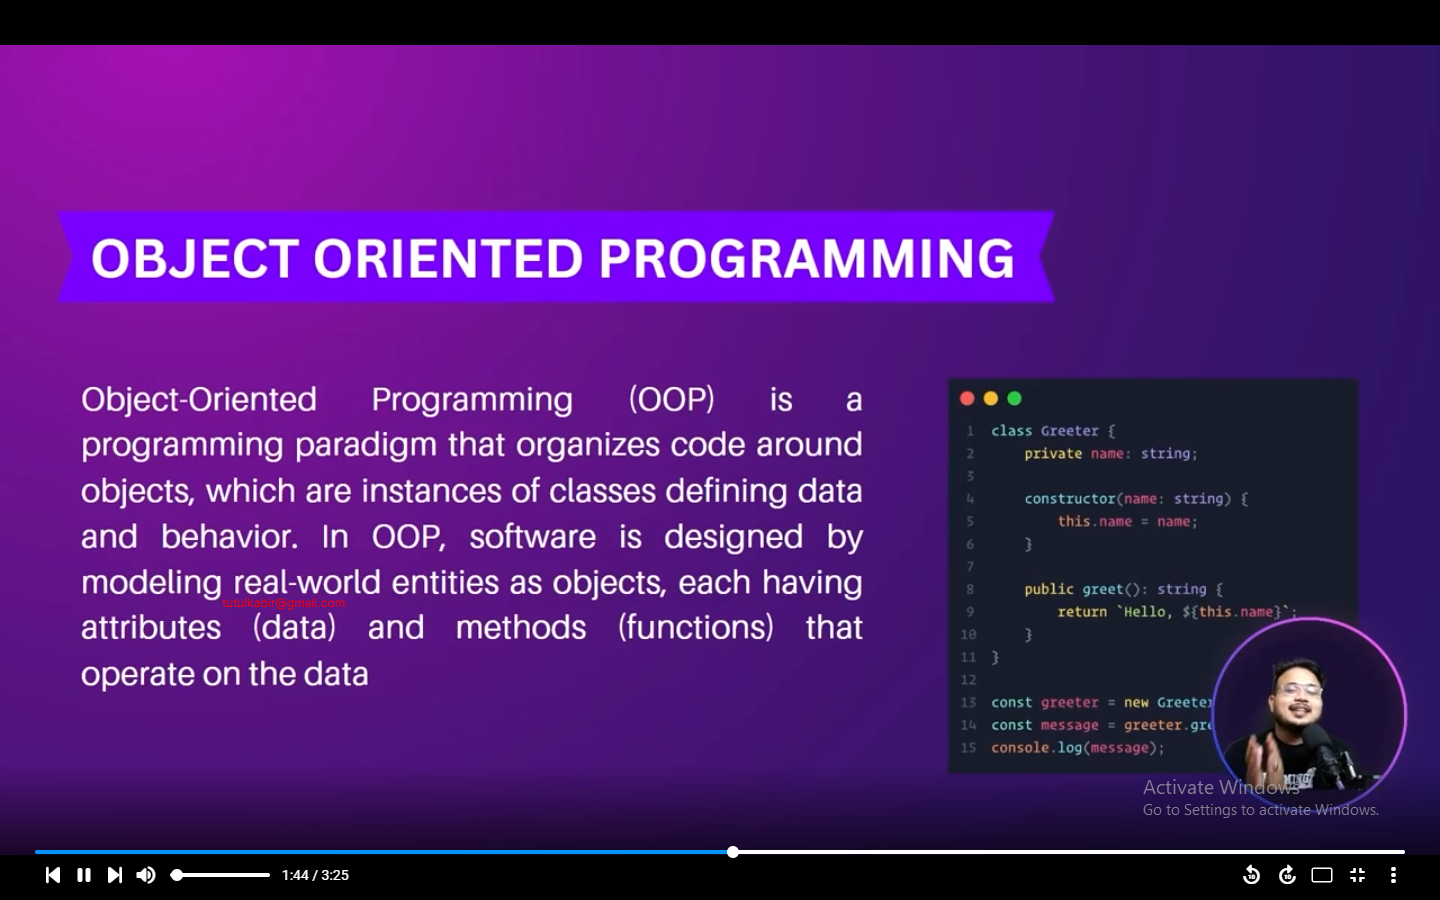 OBJECT ORIENTED PROGRAMMING
Object-Oriented Programming (OOP) is a
programming paradigm that organizes code around
objects, which are instances of classes defining data
and behavior. In OOP, software is designed by
modeling real-world entities as objects, each having
tutulkabir@gmail.com
attributes (data) and methods (functions) that
operate on the data
1 class Greeter {
2 private name: string;
3
4 constructor(name: string) {
5 this.name = name;
6 }
7
8 public greet(): string {
9 return `Hello, ${this.name}`;
10 }
11 }
12
13 const greeter = new Greeter
14 const message = greeter.gre
15 console.log(message);
Activate Windows
Go to Settings to activate Windows.
1:44 / 3:25
10 10